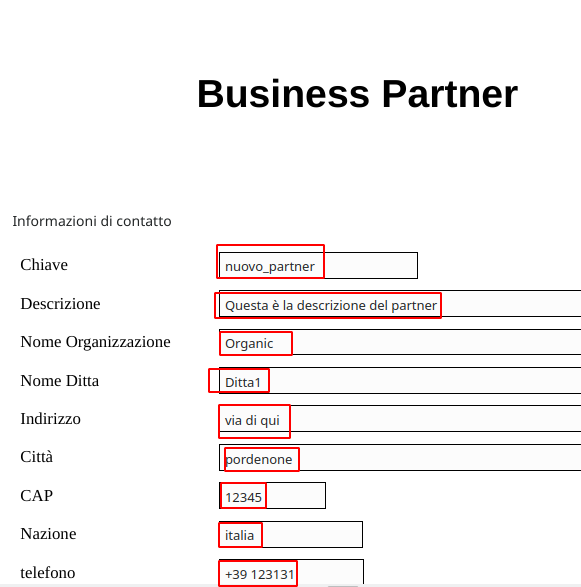 Business Partner
Informazioni di contatto
Chiave nuovo_partner
Descrizione Questa è la descrizione del partner
Nome Organizzazione Organic
Nome Ditta Ditta1
Indirizzo via di qui
Città pordenone
CAP 12345
Nazione italia
telefono +39 123131